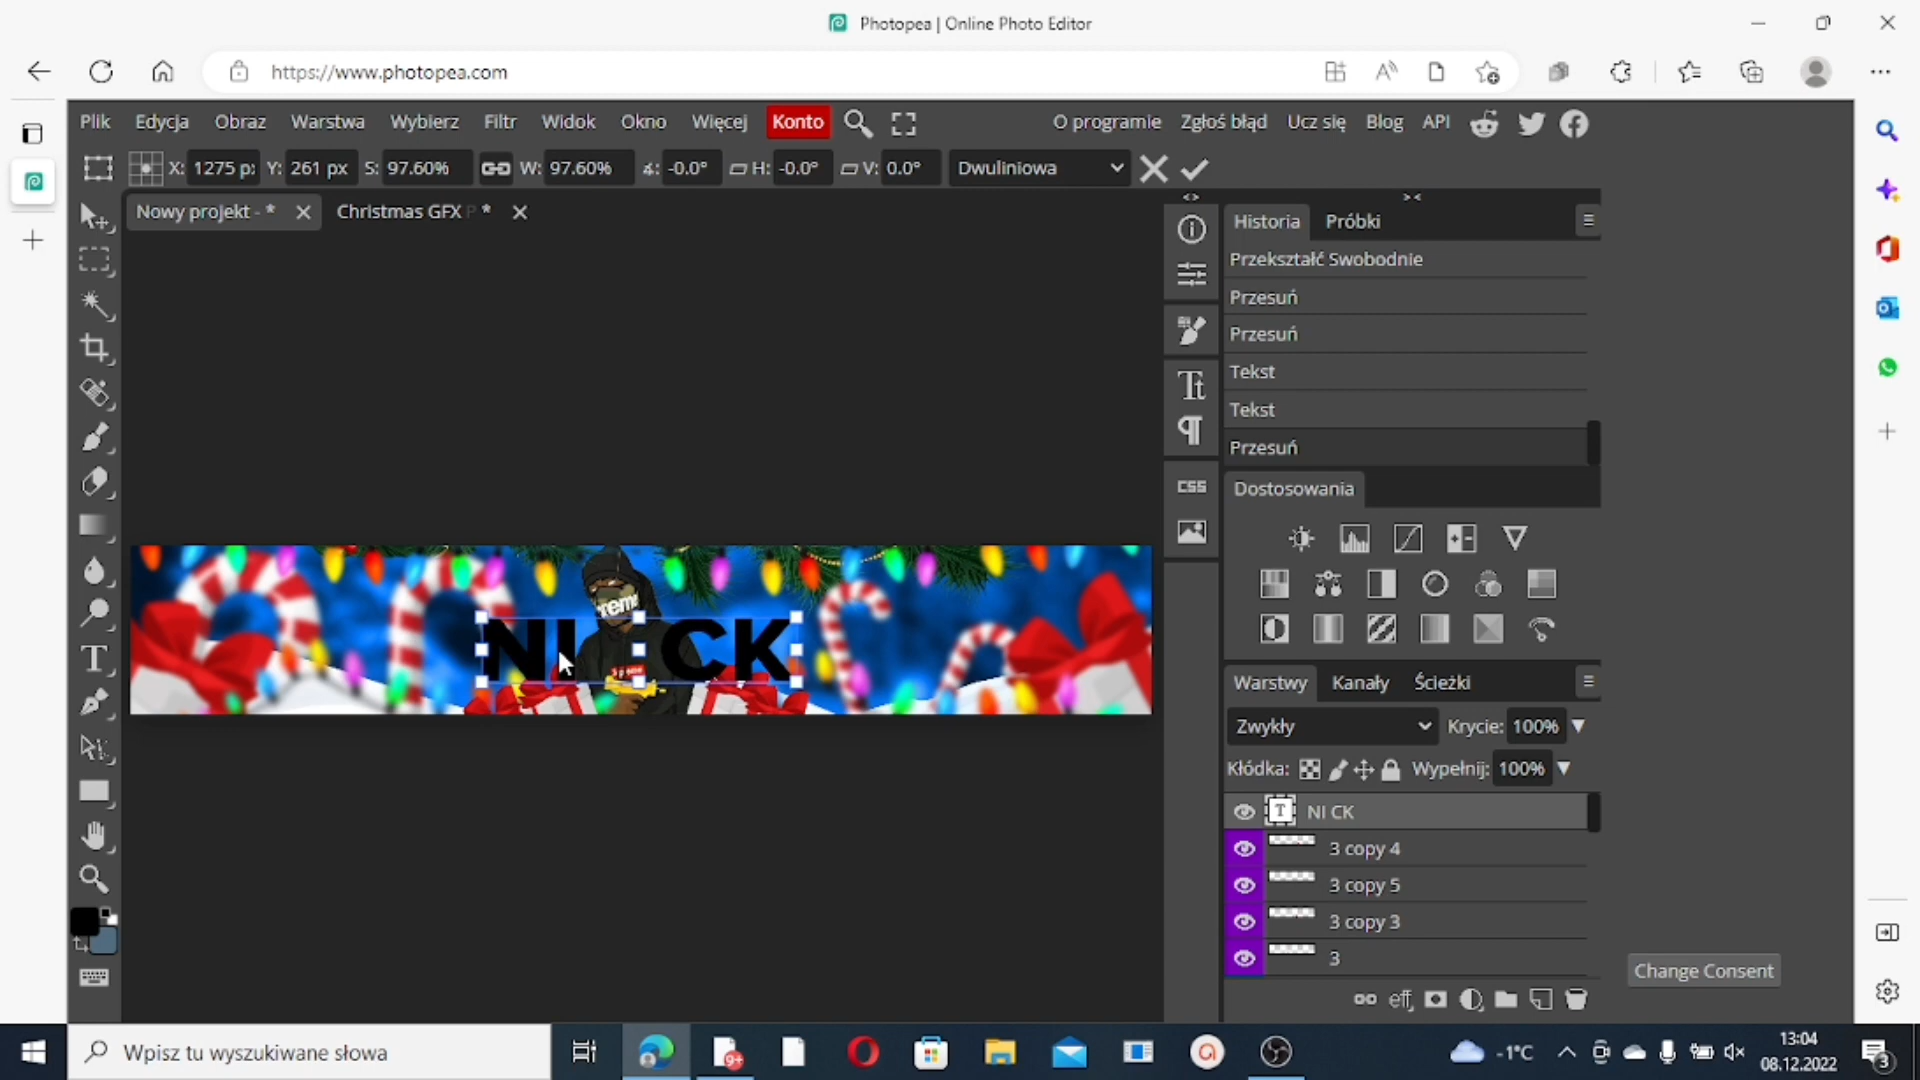 Photopea | Online Photo Editor
https://www.photopea.com
Plik Edycja Obraz Warstwa Wybierz Filtr Widok Okno Więcej Konto O programie Zgłoś błąd Ucz się Blog API
X: 1275 p Y: 261 px S: 97.60% W: 97.60% -0.0° H: -0.0° V: 0.0° Dwuliniowa
Nowy projekt - * Christmas GFX P *
Historia Próbki
Przekształć Swobodnie
Przesuń
Przesuń
Tekst
Tekst
Przesuń
CSS
Dostosowania
NI CK
Warstwy Kanały Ścieżki
Zwykły Krycie: 100%
Kłódka: Wypełnij: 100%
NI CK
3 copy 4
3 copy 5
3 copy 3
3
Change Consent
eff
Wpisz tu wyszukiwane słowa
9+
-1°C
13:04
08.12.2022
3